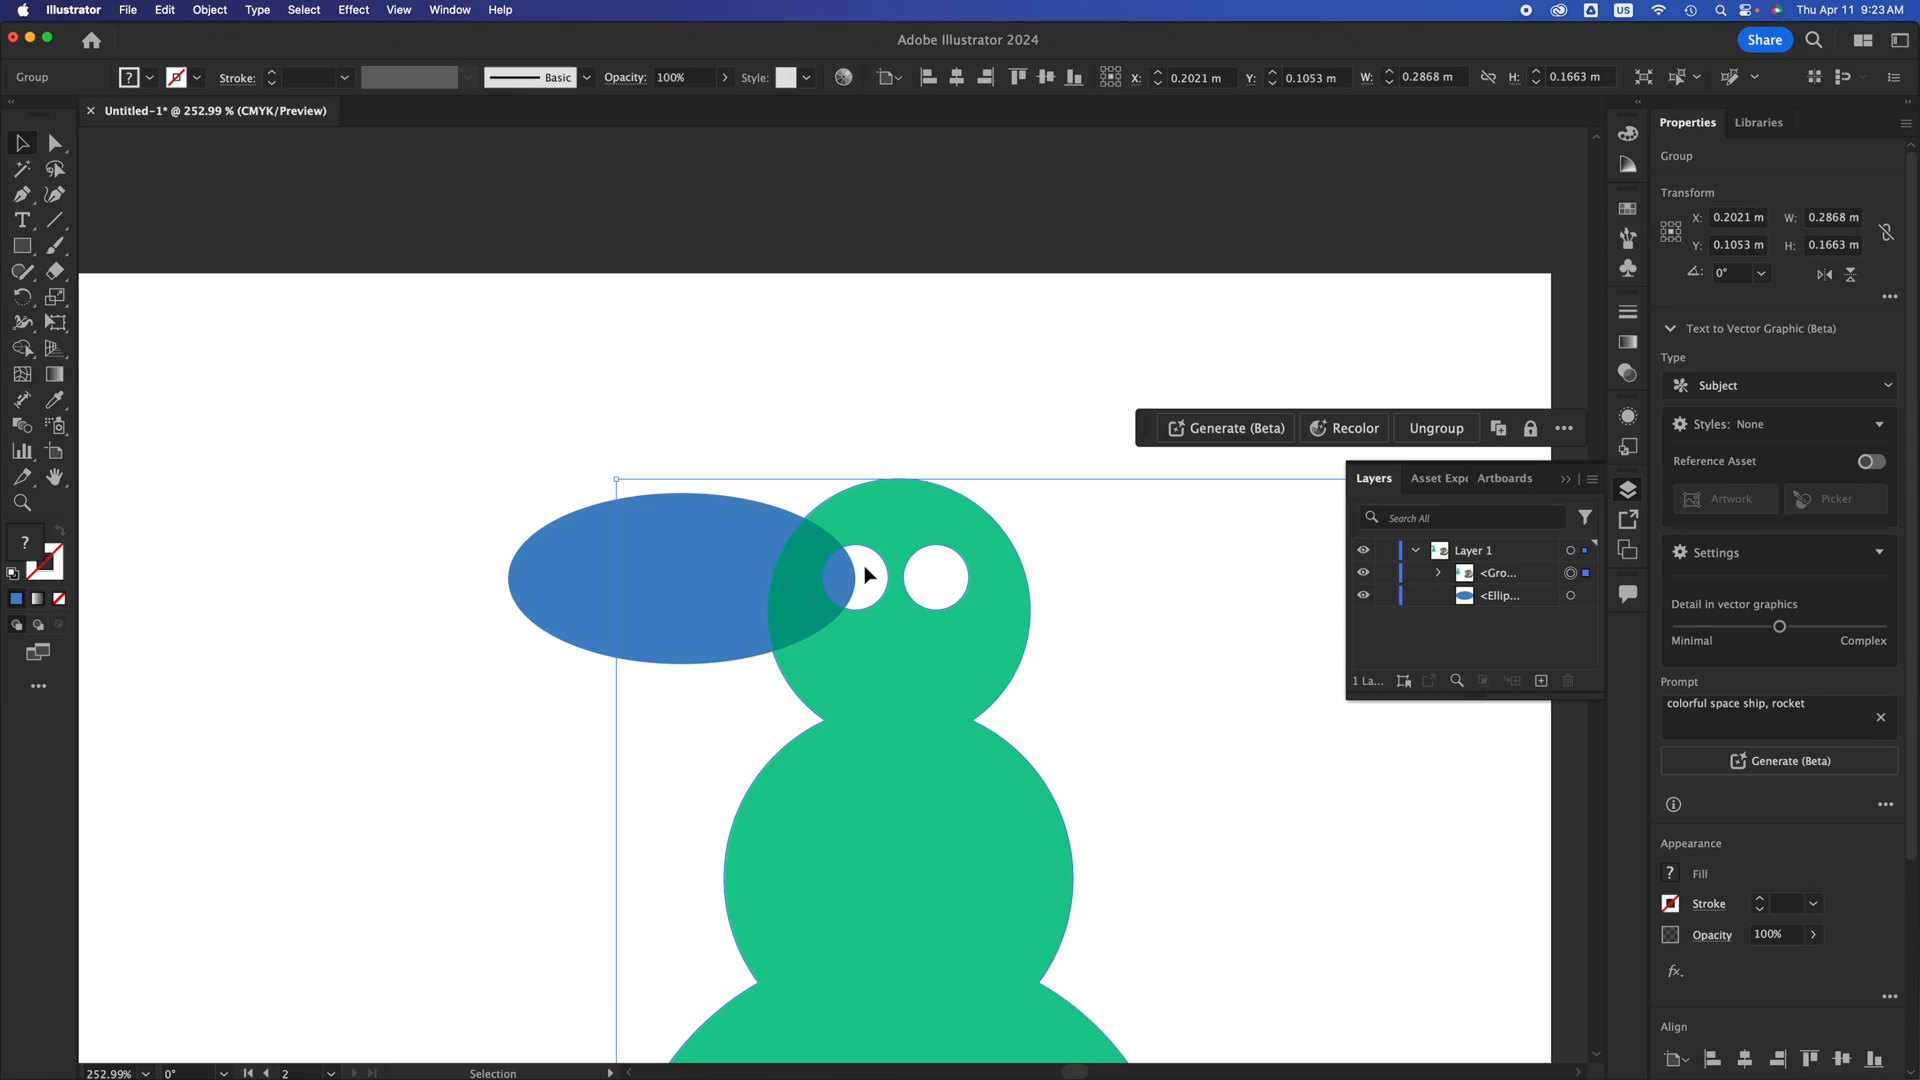 Illustrator File Edit Object Type Select Effect View Window Help US Thu Apr 11 9:23 AM
Adobe Illustrator 2024 Share
Group ? Stroke: Basic Opacity: 100% Style: X: 0.2021 m Y: 0.1053 m W: 0.2868 m H: 0.1663 m
Untitled-1* @ 252.99 % (CMYK/Preview)
Properties Libraries
Group
Transform
X: 0.2021 m W: 0.2868 m
Y: 0.1053 m H: 0.1663 m
0°
Text to Vector Graphic (Beta)
Type
Subject
Styles: None
Reference Asset
Artwork Picker
Settings
Detail in vector graphics
Minimal Complex
Prompt
colorful space ship, rocket
Generate (Beta)
Appearance
? Fill
Stroke
Opacity 100%
fx.
Align
Generate (Beta) Recolor Ungroup
Layers Asset Expo Artboards
Search All
Layer 1
<Gro...
<Ellip...
1 La...
?
252.99% 0° 2 Selection